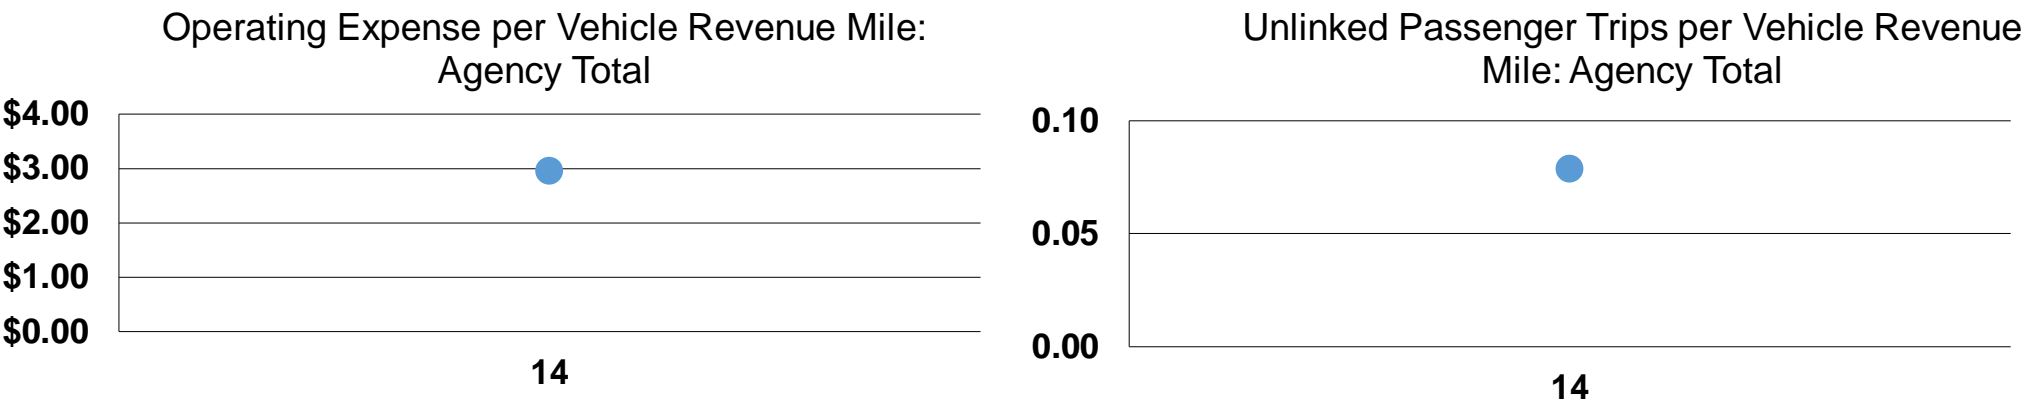 Operating Expense per Vehicle Revenue Mile:
Agency Total
$4.00
$3.00
$2.00
$1.00
$0.00
14
Unlinked Passenger Trips per Vehicle Revenue
Mile: Agency Total
0.10
0.05
0.00
14